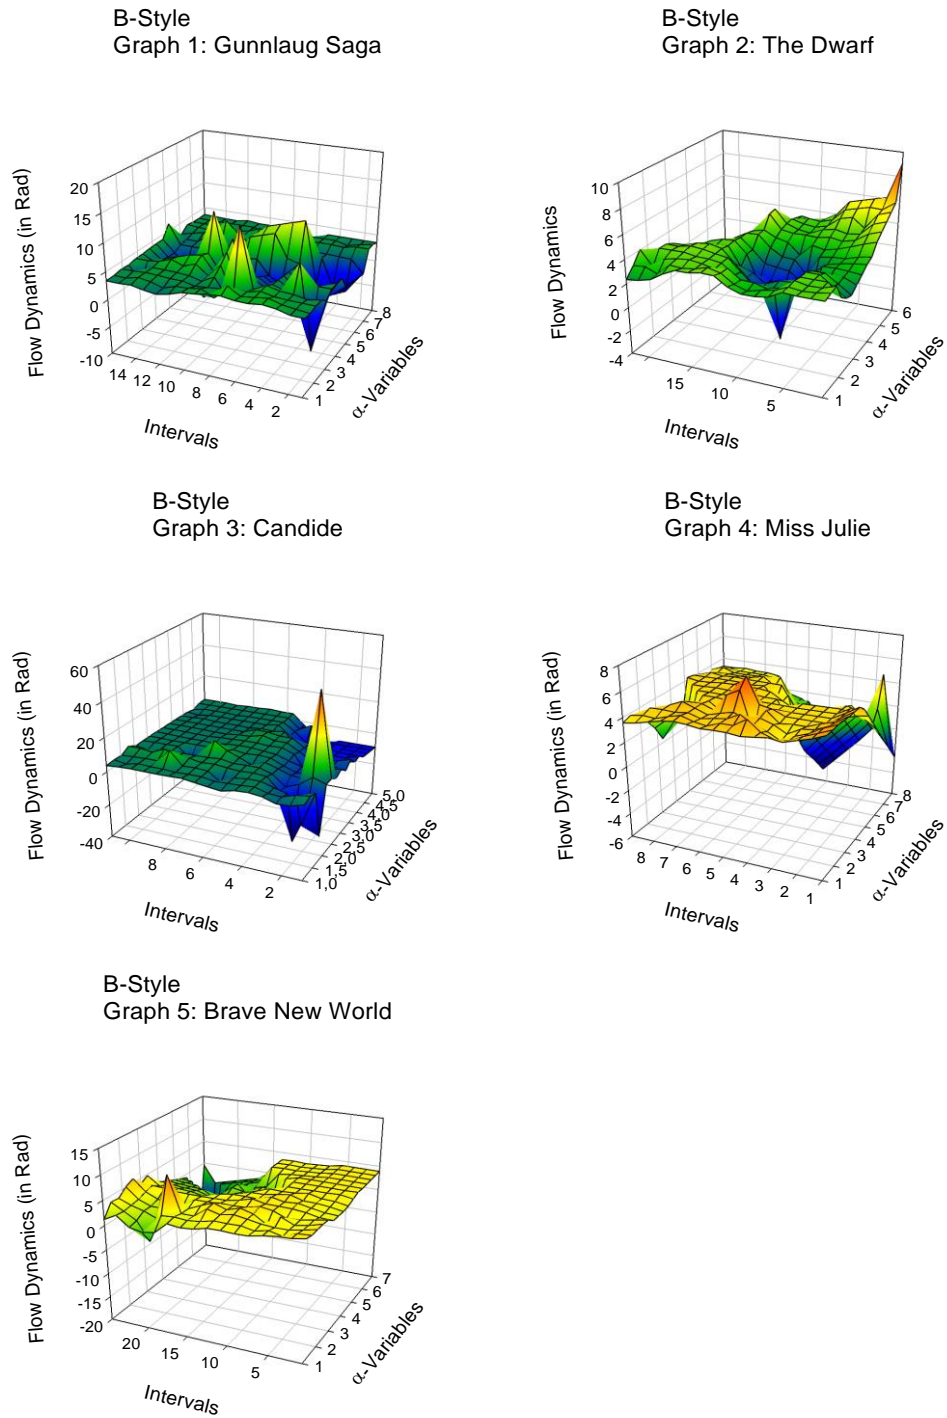 B-Style
Graph 1: Gunnlaug Saga
Flow Dynamics (in Rad)
20
15
10
5
0
-5
-10
14 12 10 8 6 4 2
Intervals
1 2 3 4 5 6 7 8
α-Variables
B-Style
Graph 2: The Dwarf
Flow Dynamics
10
8
6
4
2
0
-2
-4
15 10 5
Intervals
1 2 3 4 5 6
α-Variables
B-Style
Graph 3: Candide
Flow Dynamics (in Rad)
60
40
20
0
-20
-40
8 6 4 2
Intervals
1,0 1,5 2,0 2,5 3,0 3,5 4,0 4,5 5,0
α-Variables
B-Style
Graph 4: Miss Julie
Flow Dynamics (in Rad)
8
6
4
2
0
-2
-4
-6
8 7 6 5 4 3 2 1
Intervals
1 2 3 4 5 6 7 8
α-Variables
B-Style
Graph 5: Brave New World
Flow Dynamics (in Rad)
15
10
5
0
-5
-10
-15
-20
20 15 10 5
Intervals
1 2 3 4 5 6 7
α-Variables